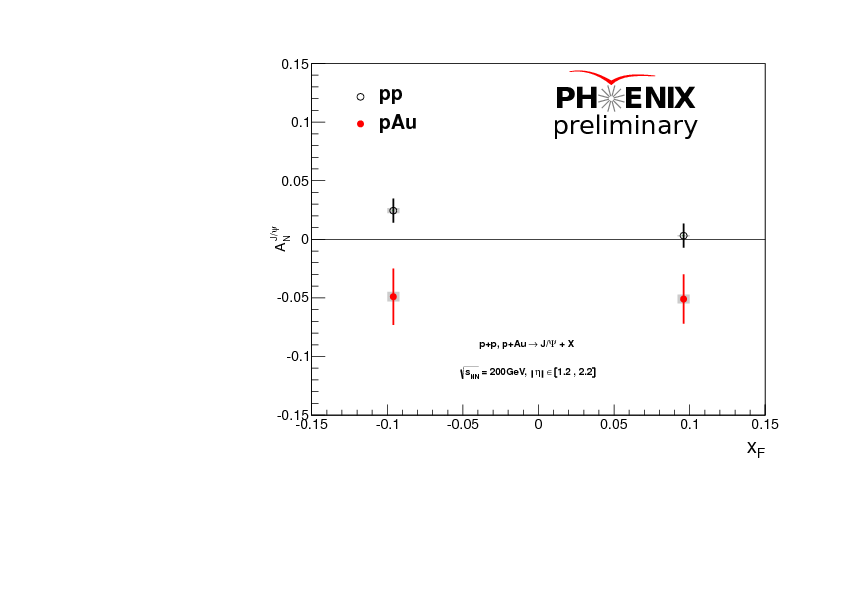 0.15
0.1
0.05
0
-0.05
-0.1
-0.15
A_N^{J/Ψ}
pp
pAu
PHENIX
preliminary
p+p, p+Au → J/Ψ + X
√s_NN = 200GeV, |η| ∈ [1.2 , 2.2]
-0.15 -0.1 -0.05 0 0.05 0.1 0.15
x_F